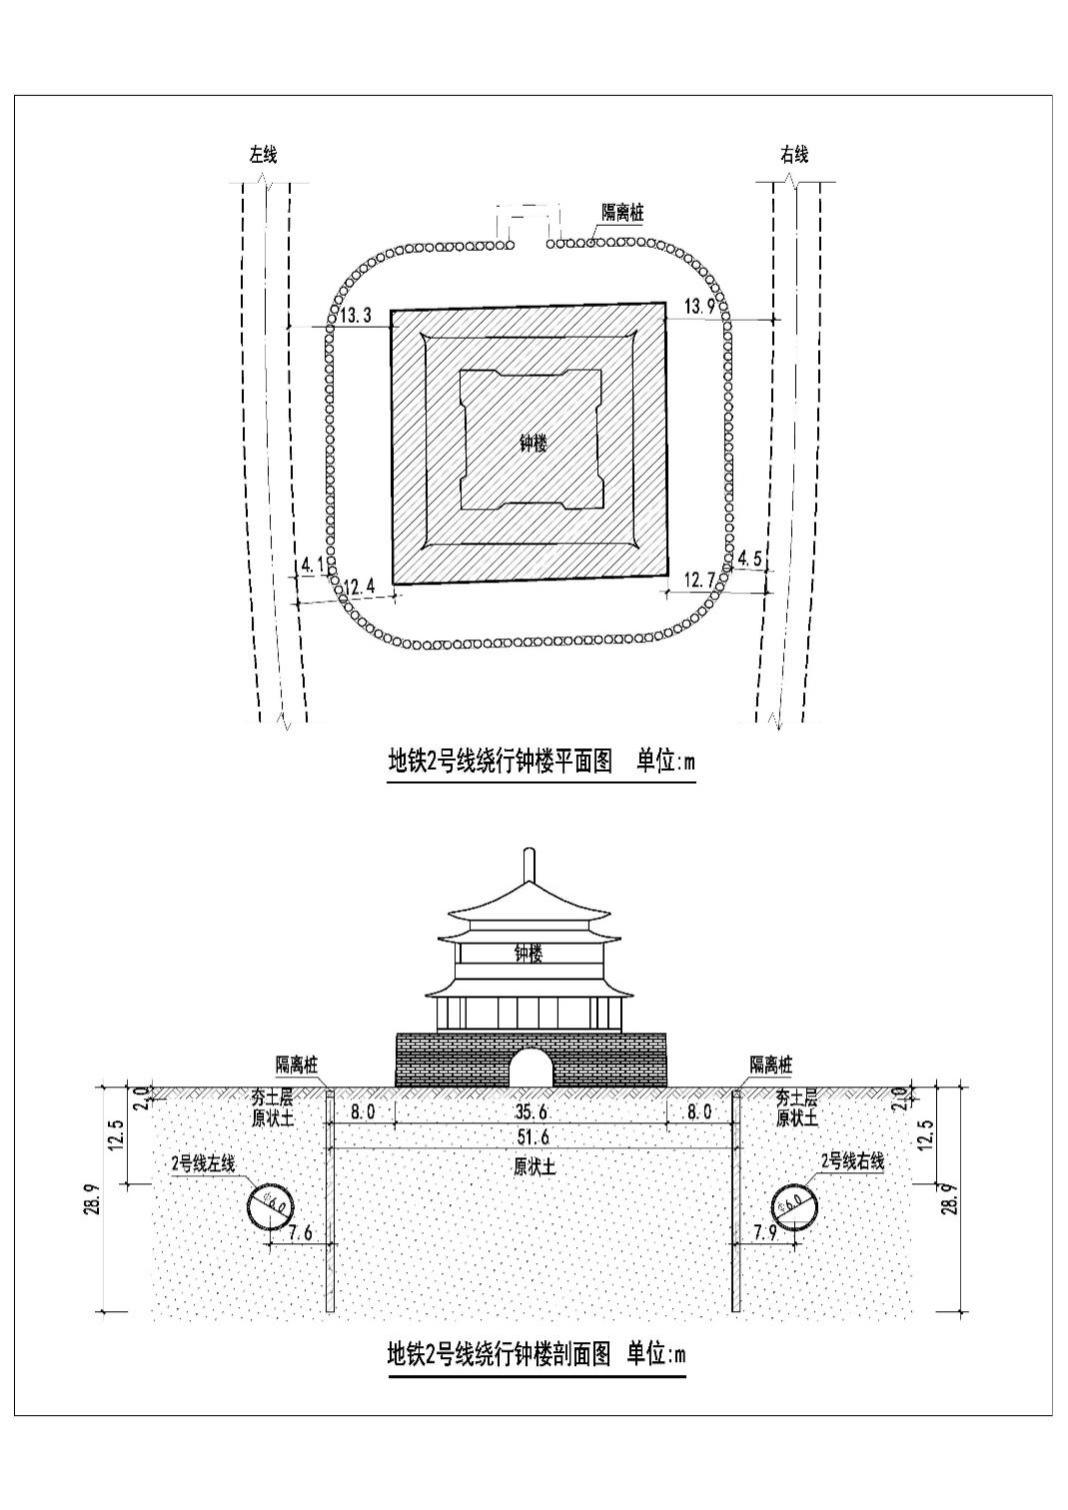 左线
右线
隔离桩
13.3
13.9
钟楼
4.1
12.4
4.5
12.7
地铁2号线绕行钟楼平面图 单位:m
钟楼
隔离桩
隔离桩
2.0
夯土层
原状土
8.0
35.6
8.0
夯土层
原状土
2.0
12.5
51.6
12.5
原状土
2号线左线
2号线右线
28.9
φ6.0
φ6.0
28.9
7.6
7.9
地铁2号线绕行钟楼剖面图 单位:m